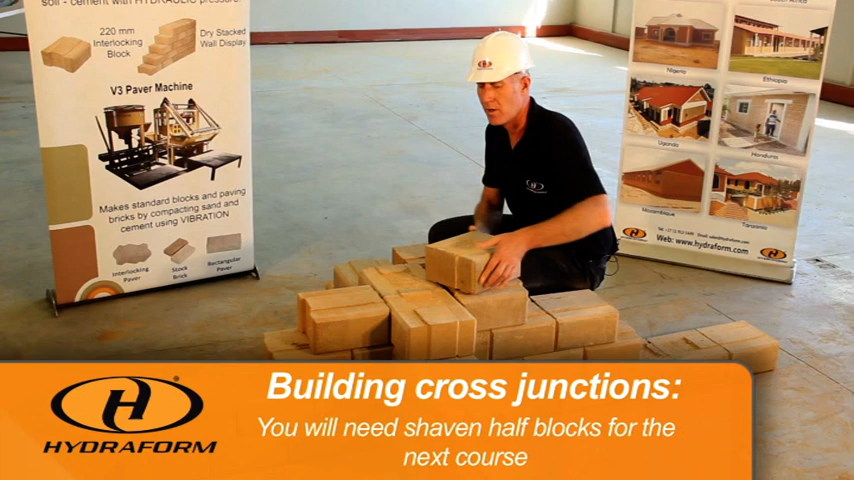 soil - cement with HYDRAULIC pressure.
220 mm
Interlocking
Block
Dry Stacked
Wall Display
V3 Paver Machine
Makes standard blocks and paving
bricks by compacting sand and
cement using VIBRATION
Interlocking
Paver
Stock
Brick
Rectangular
Paver
Nigeria
Ethiopia
Uganda
Honduras
Mozambique
Tanzania
Web: www.hydraform.com
Building cross junctions:
You will need shaven half blocks for the
next course
HYDRAFORM